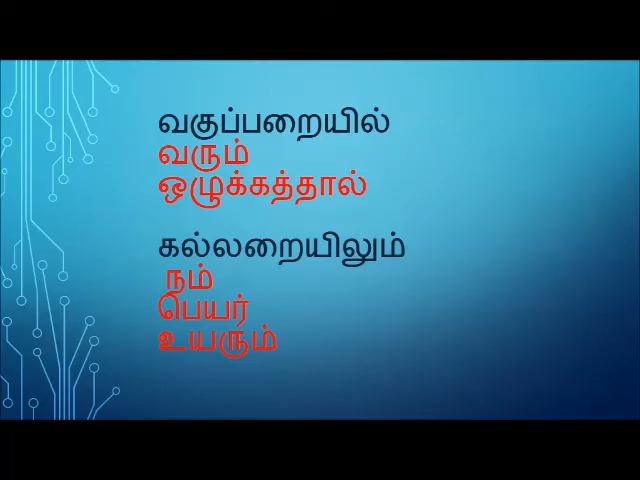 வகுப்பறையில்
வரும்
ஒழுக்கத்தால்
கல்லறையிலும்
நம்
பெயர்
உயரும்